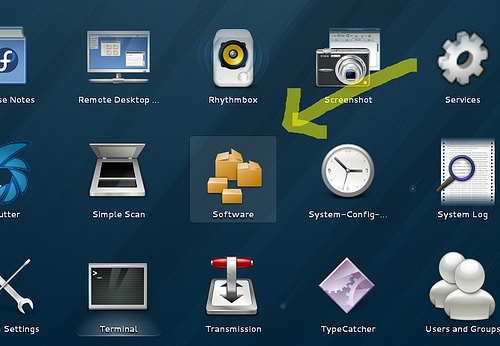 se Notes
Remote Desktop ...
Rhythmbox
Screenshot
Services
utter
Simple Scan
Software
System-Config-...
System Log
Settings
Terminal
Transmission
TypeCatcher
Users and Groups